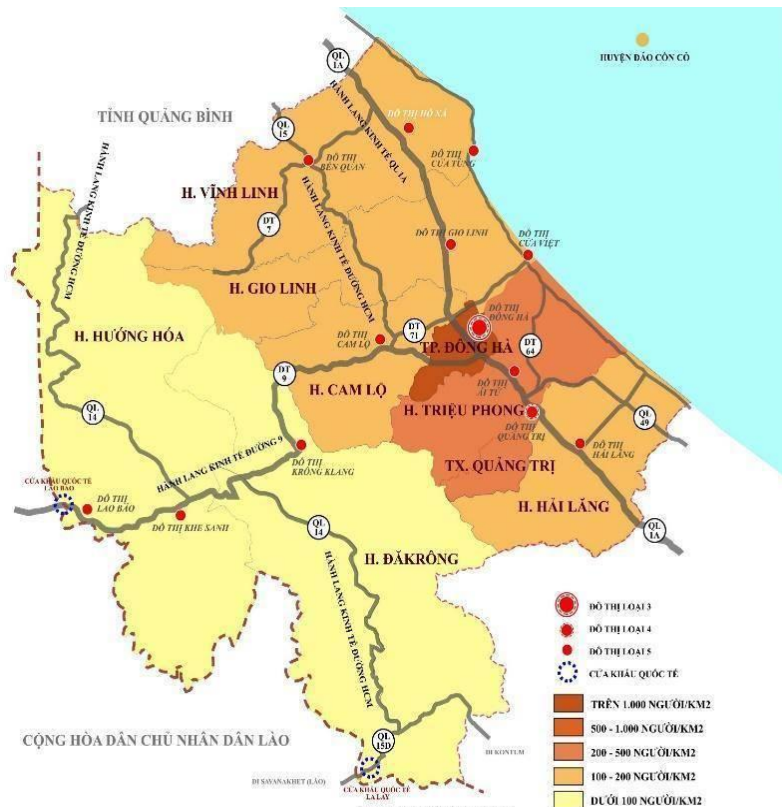 QL
1A
HUYỆN ĐẢO CỒN CỎ
TỈNH QUẢNG BÌNH
HÀNH LANG KINH TẾ QL 1A
ĐÔ THỊ HỒ XÁ
QL
15
ĐÔ THỊ
BẾN QUAN
ĐÔ THỊ
CỬA TÙNG
HÀNH LANG KINH TẾ ĐƯỜNG HCM
H. VĨNH LINH
HÀNH LANG KINH TẾ ĐƯỜNG HCM
DT
7
ĐÔ THỊ GIO LINH
ĐÔ THỊ
CỬA VIỆT
H. GIO LINH
ĐÔ THỊ
ĐÔNG HÀ
H. HƯỚNG HÓA
ĐÔ THỊ
CAM LỘ
DT
71
TP. ĐÔNG HÀ
DT
64
DT
9
ĐÔ THỊ
ÁI TỬ
H. CAM LỘ
H. TRIỆU PHONG
QL
14
QL
49
ĐÔ THỊ
QUẢNG TRỊ
ĐÔ THỊ
HẢI LĂNG
HÀNH LANG KINH TẾ ĐƯỜNG 9
ĐÔ THỊ
KRÔNG KLANG
TX. QUẢNG TRỊ
CỬA KHẨU QUỐC TẾ
LAO BẢO
ĐÔ THỊ
LAO BẢO
ĐÔ THỊ KHE SANH
H. HẢI LĂNG
QL
14
QL
1A
H. ĐĂKRÔNG
HÀNH LANG KINH TẾ ĐƯỜNG HCM
ĐÔ THỊ LOẠI 3
ĐÔ THỊ LOẠI 4
ĐÔ THỊ LOẠI 5
CỬA KHẨU QUỐC TẾ
TRÊN 1.000 NGƯỜI/KM2
500 - 1.000 NGƯỜI/KM2
200 - 500 NGƯỜI/KM2
100 - 200 NGƯỜI/KM2
DƯỚI 100 NGƯỜI/KM2
CỘNG HÒA DÂN CHỦ NHÂN DÂN LÀO
QL
15D
ĐI KONTUM
ĐI SAVANAKHET (LÀO)
CỬA KHẨU QUỐC TẾ
LA LAY